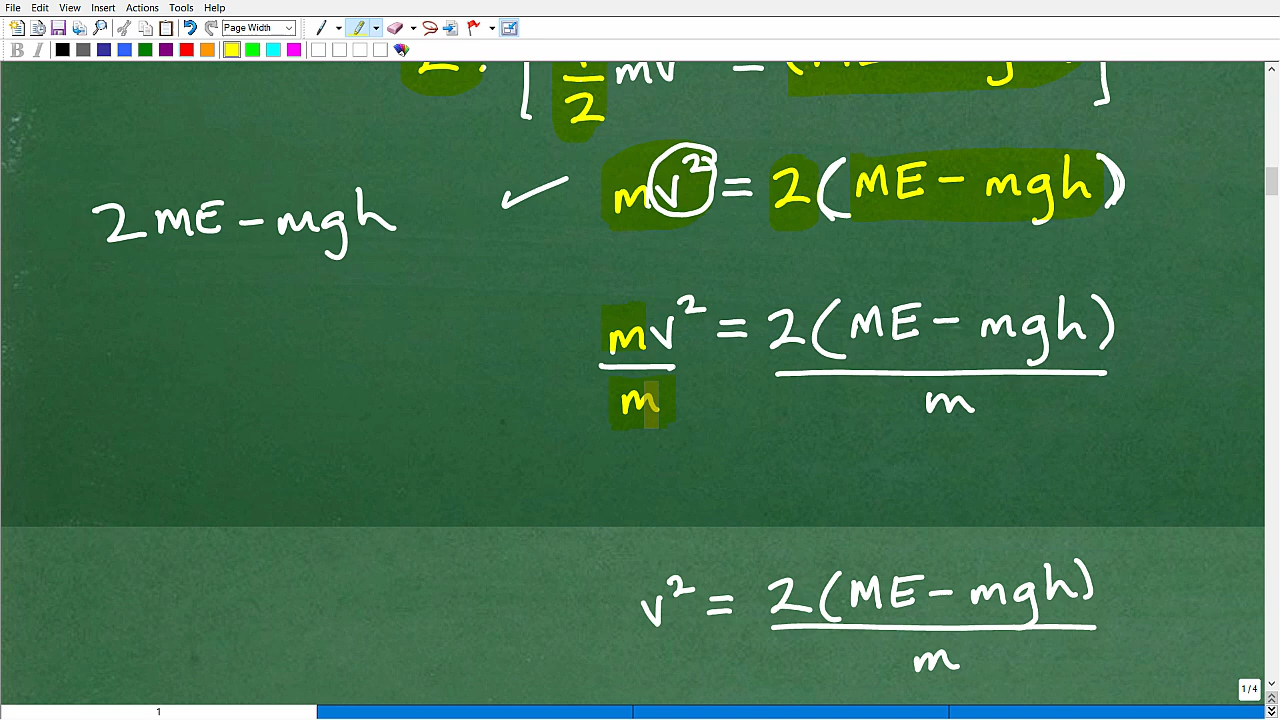 File Edit View Insert Actions Tools Help
Page Width
B I
2
mv² = 2(ME - mgh)
2ME - mgh
mv² = 2(ME - mgh)
m m
v² = 2(ME - mgh)
m
1/4
1